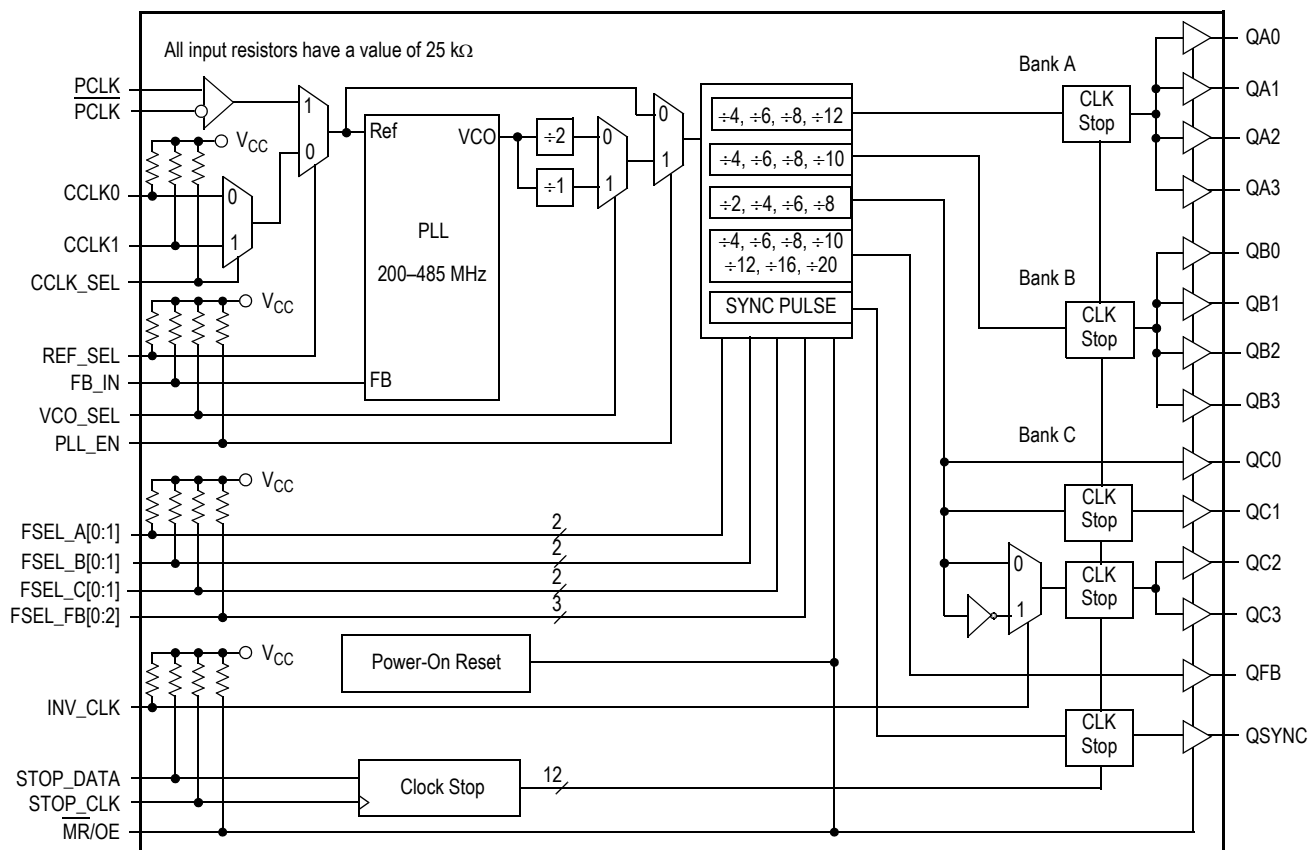 All input resistors have a value of 25 kΩ
PCLK
PCLK
VCC
CCLK0
CCLK1
CCLK_SEL
1
0
0
1
VCC
REF_SEL
FB_IN
VCO_SEL
PLL_EN
Ref
VCO
PLL
200–485 MHz
FB
÷2
÷1
0
1
0
1
÷4, ÷6, ÷8, ÷12
÷4, ÷6, ÷8, ÷10
÷2, ÷4, ÷6, ÷8
÷4, ÷6, ÷8, ÷10
÷12, ÷16, ÷20
SYNC PULSE
Bank A
CLK
Stop
QA0
QA1
QA2
QA3
Bank B
CLK
Stop
QB0
QB1
QB2
QB3
Bank C
QC0
CLK
Stop
QC1
0
1
CLK
Stop
QC2
QC3
QFB
CLK
Stop
QSYNC
VCC
FSEL_A[0:1]
2
FSEL_B[0:1]
2
FSEL_C[0:1]
2
FSEL_FB[0:2]
3
VCC
Power-On Reset
INV_CLK
STOP_DATA
STOP_CLK
Clock Stop
12
MR/OE